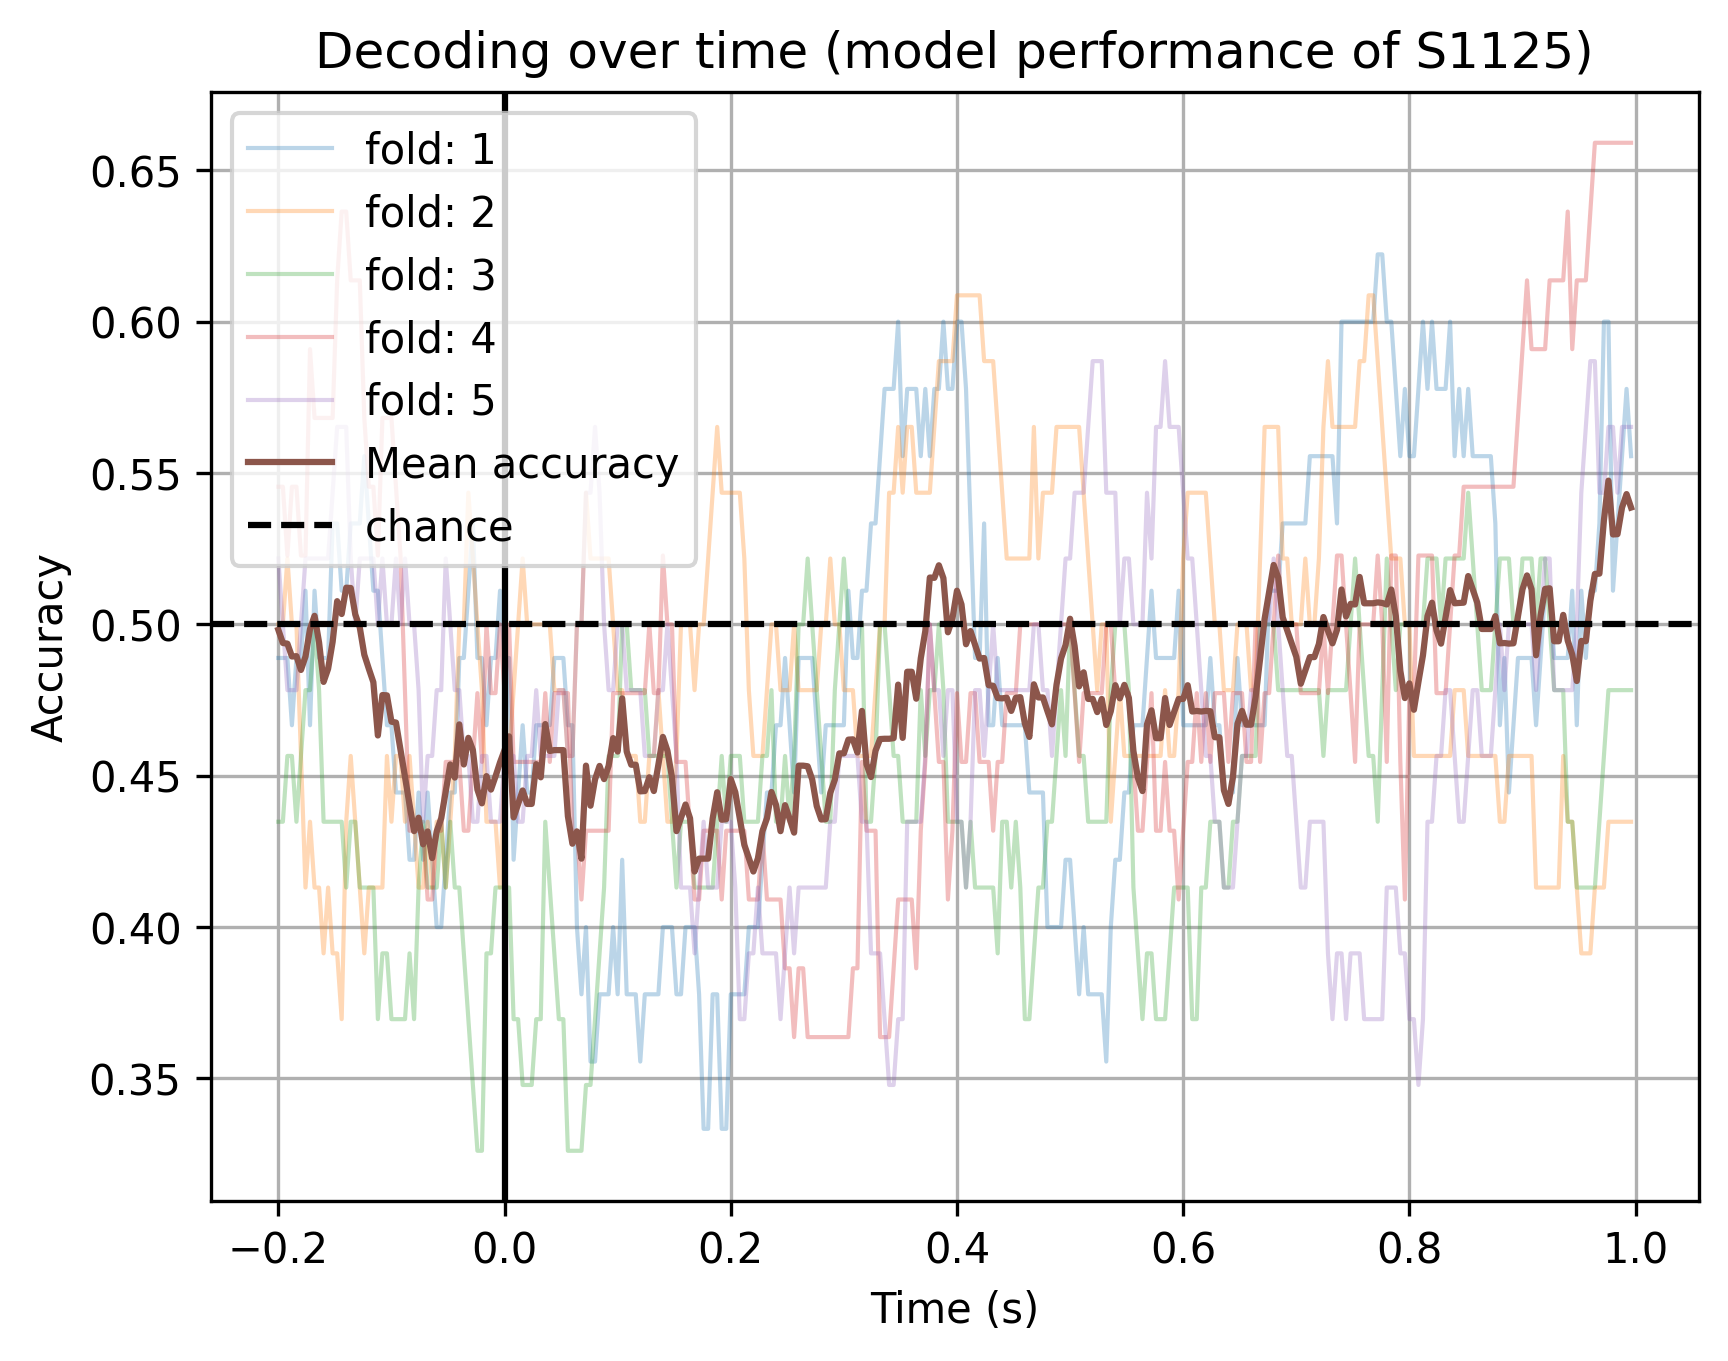 Decoding over time (model performance of S1125)
fold: 1
fold: 2
fold: 3
fold: 4
fold: 5
Mean accuracy
chance
Accuracy
0.65
0.60
0.55
0.50
0.45
0.40
0.35
−0.2 0.0 0.2 0.4 0.6 0.8 1.0
Time (s)